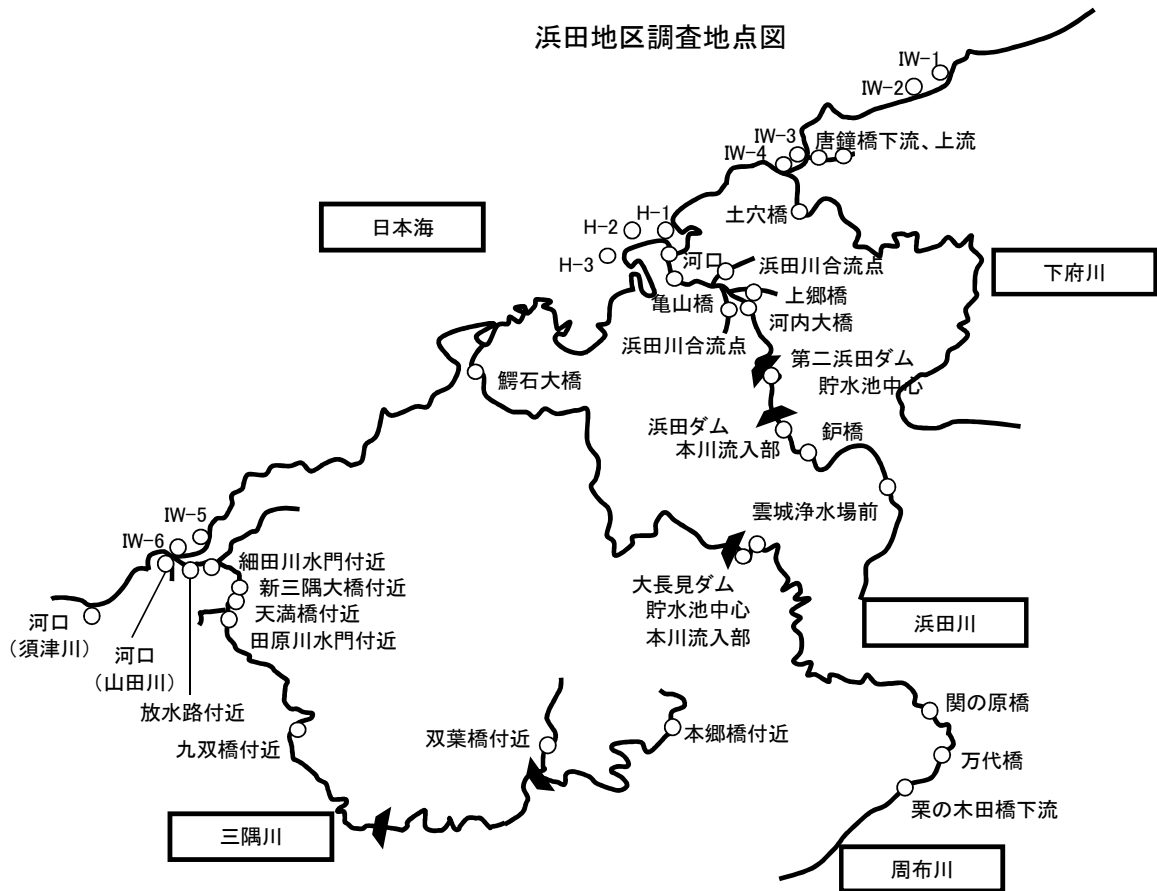 浜田地区調査地点図
IW-1
IW-2
IW-3
唐鐘橋下流、上流
IW-4
土穴橋
日本海
H-1
H-2
H-3
河口
浜田川合流点
下府川
亀山橋
上郷橋
河内大橋
浜田川合流点
第二浜田ダム
貯水池中心
鰐石大橋
浜田ダム
本川流入部
鈩橋
雲城浄水場前
IW-5
IW-6
細田川水門付近
新三隅大橋付近
天満橋付近
田原川水門付近
大長見ダム
貯水池中心
本川流入部
浜田川
河口
(須津川)
河口
(山田川)
放水路付近
九双橋付近
双葉橋付近
本郷橋付近
関の原橋
万代橋
栗の木田橋下流
三隅川
周布川